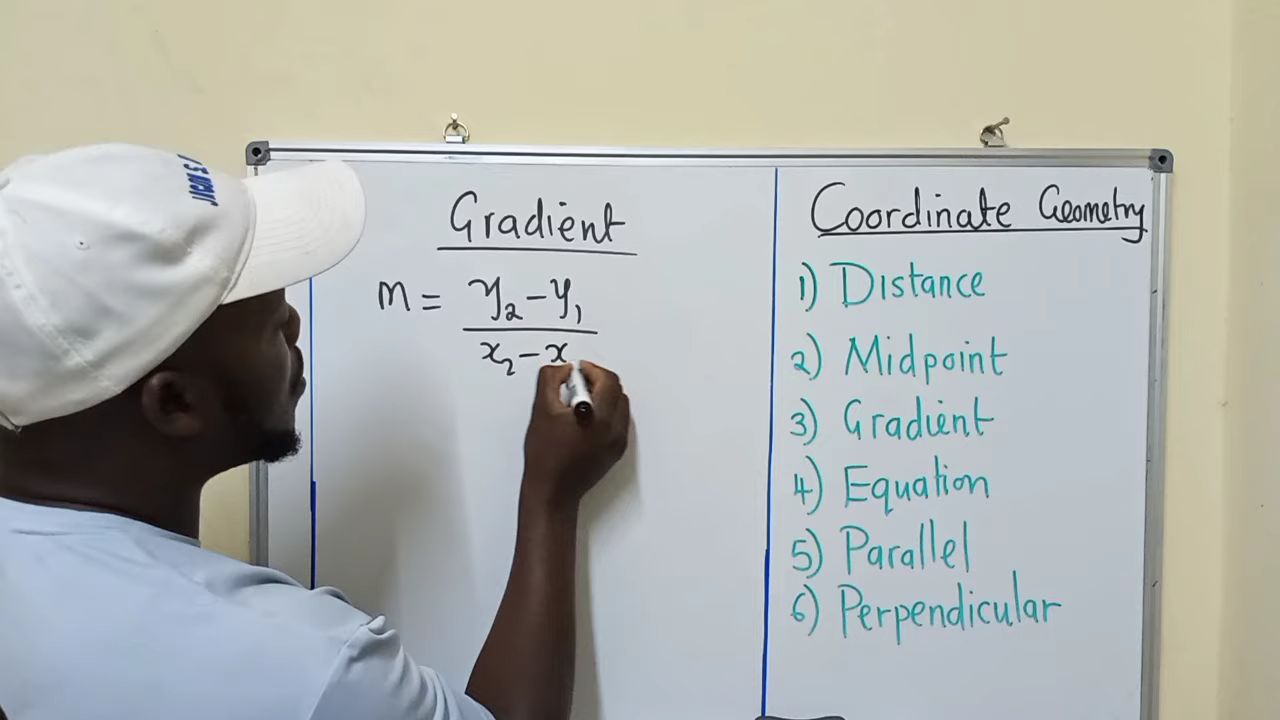 Gradient
m = y₂ - y₁
x₂ - x
Coordinate Geometry
1) Distance
2) Midpoint
3) Gradient
4) Equation
5) Parallel
6) Perpendicular